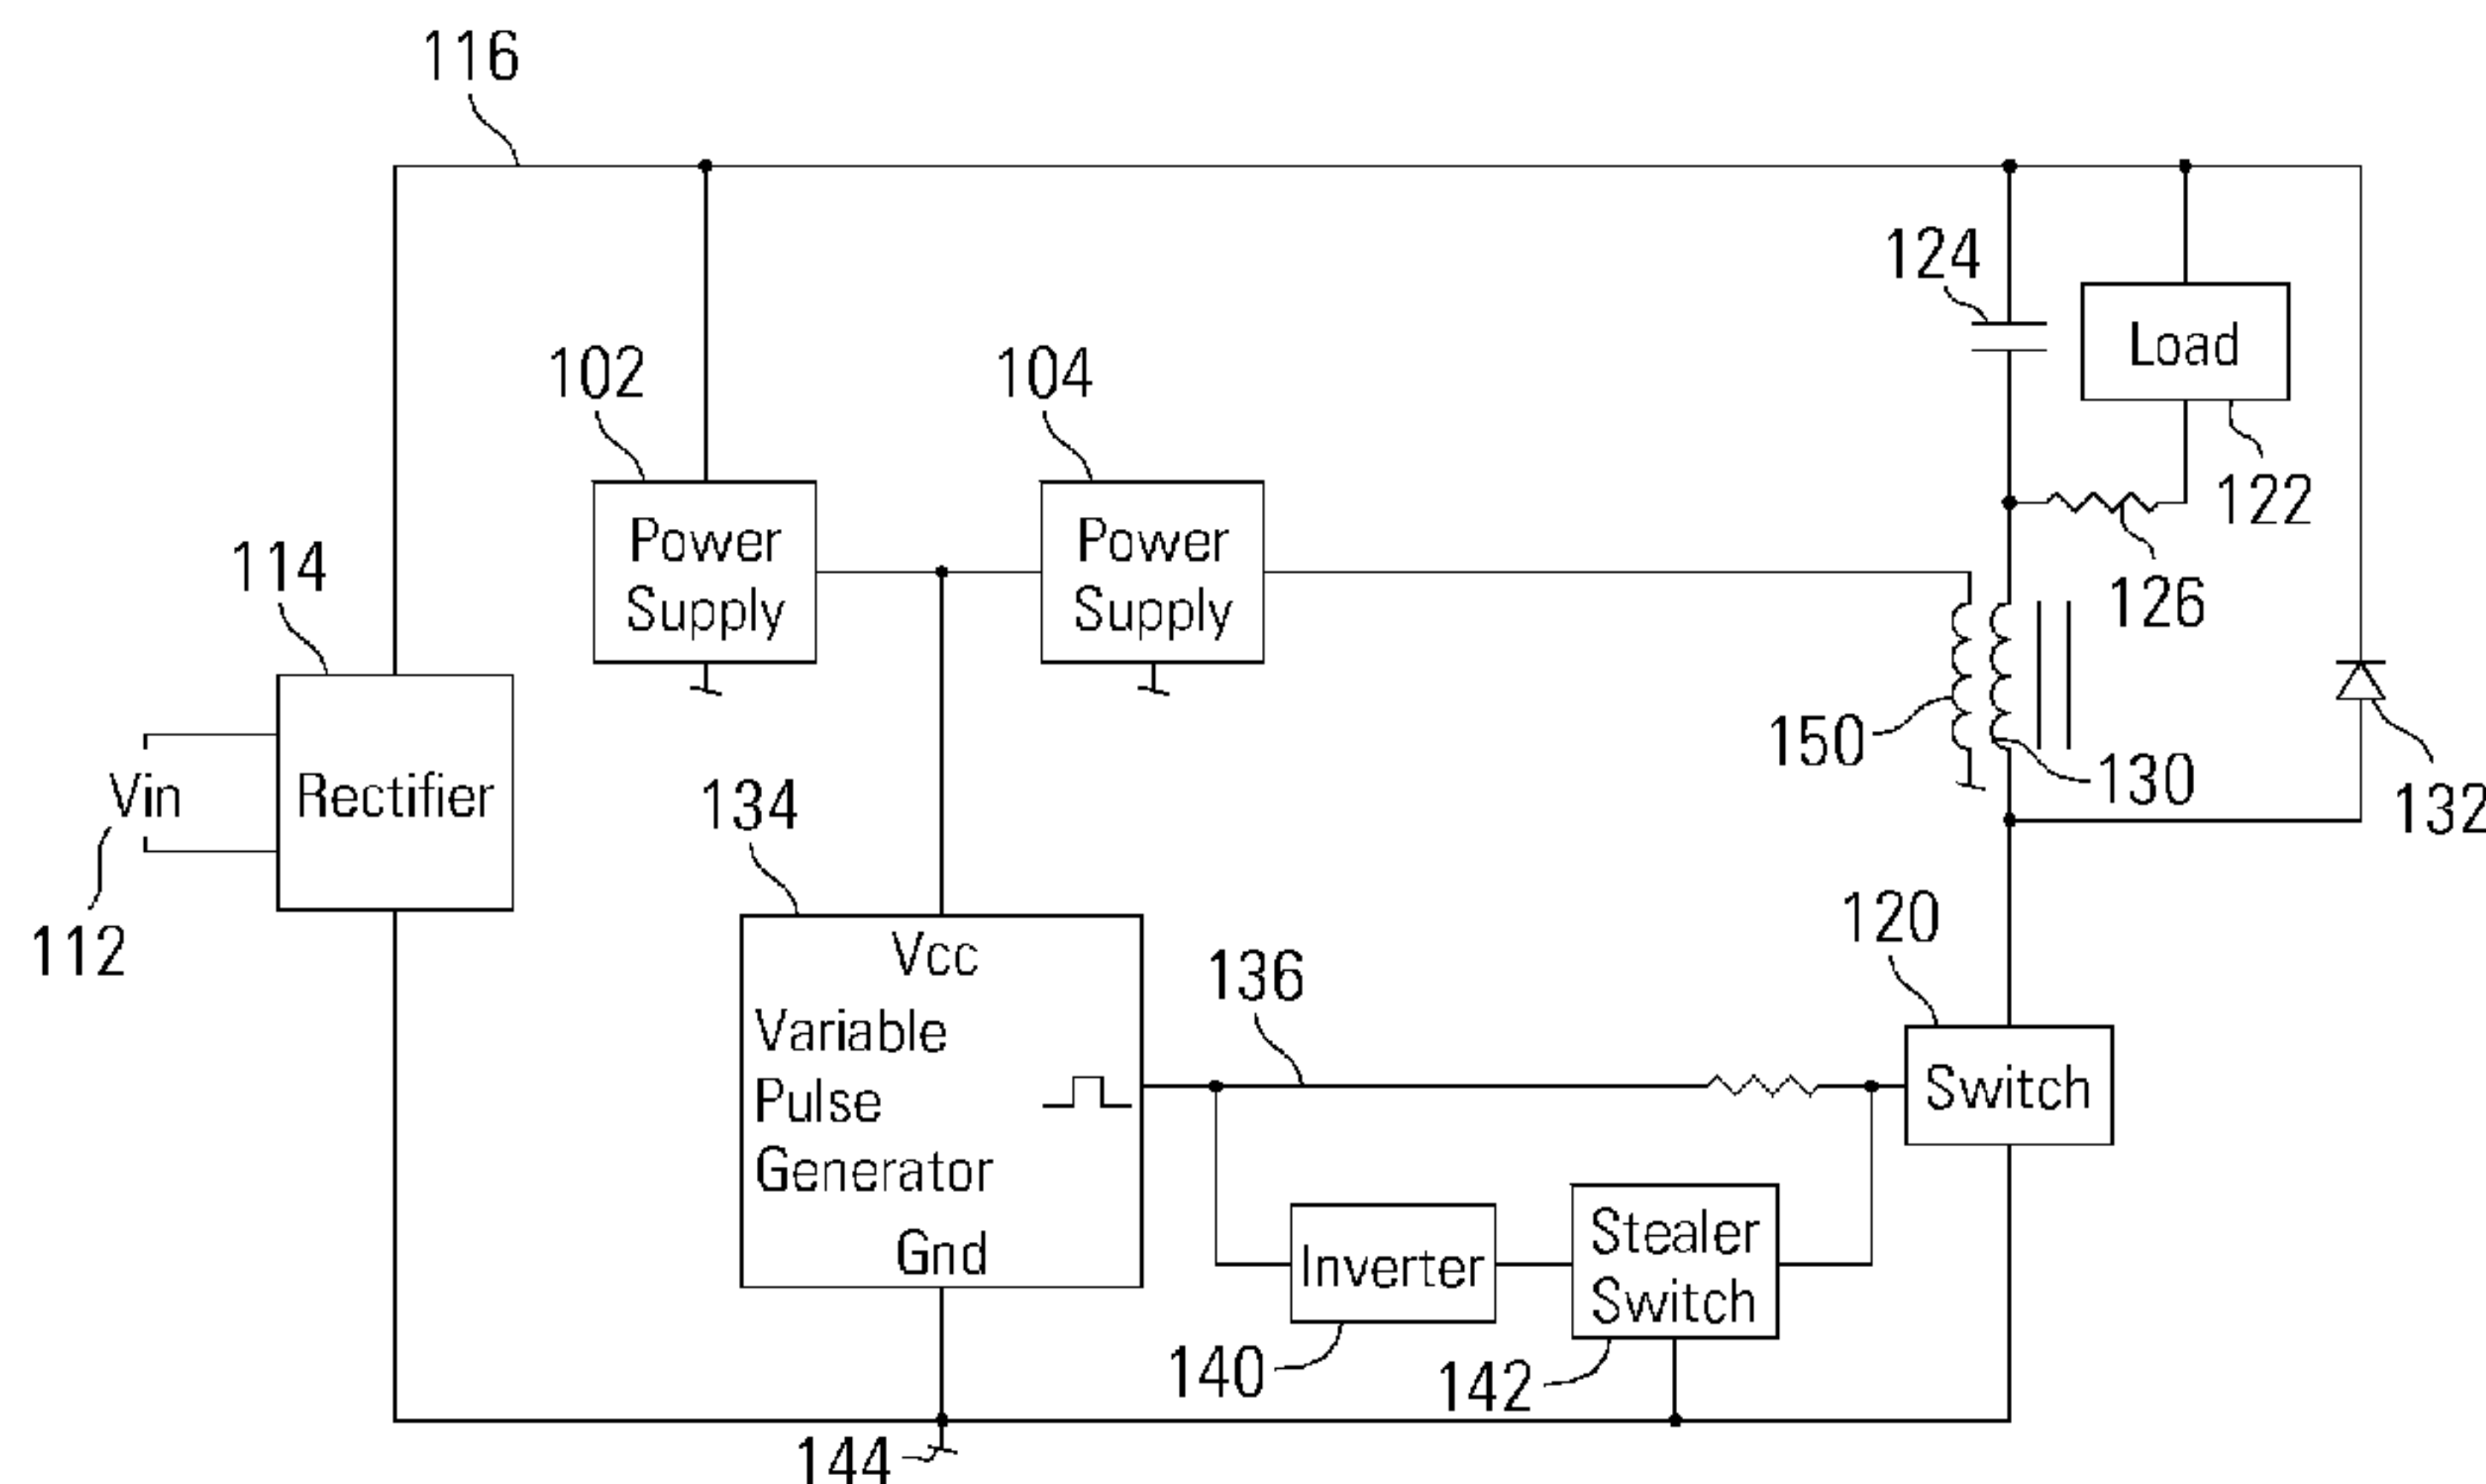 116
124
Load
102
104
122
Power
Supply
Power
Supply
126
114
150
130
132
Vin
Rectifier
134
112
120
Vcc
136
Variable
Pulse
Generator
Switch
Gnd
Inverter
Stealer
Switch
140
142
144